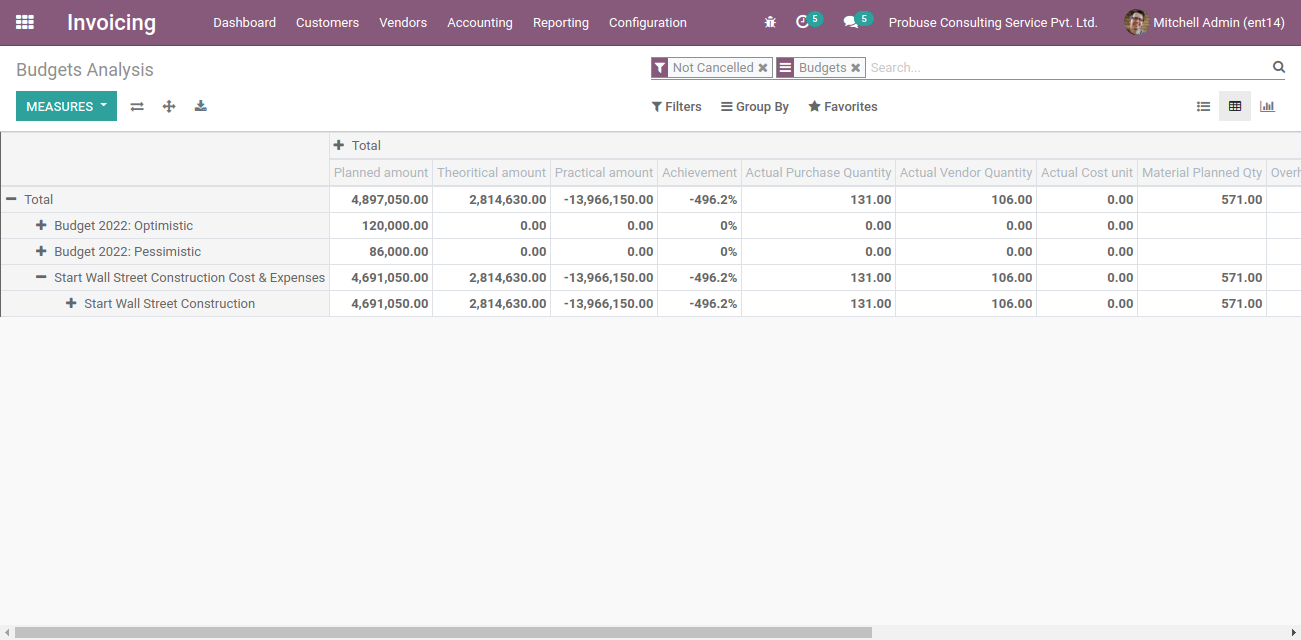 Invoicing Dashboard Customers Vendors Accounting Reporting Configuration 5 5 Probuse Consulting Service Pvt. Ltd. Mitchell Admin (ent14)
Budgets Analysis Not Cancelled Budgets Search...
MEASURES Filters Group By Favorites
Total
Planned amount Theoritical amount Practical amount Achievement Actual Purchase Quantity Actual Vendor Quantity Actual Cost unit Material Planned Qty
Total 4,897,050.00 2,814,630.00 -13,966,150.00 -496.2% 131.00 106.00 0.00 571.00
Budget 2022: Optimistic 120,000.00 0.00 0.00 0% 0.00 0.00 0.00
Budget 2022: Pessimistic 86,000.00 0.00 0.00 0% 0.00 0.00 0.00
Start Wall Street Construction Cost & Expenses 4,691,050.00 2,814,630.00 -13,966,150.00 -496.2% 131.00 106.00 0.00 571.00
Start Wall Street Construction 4,691,050.00 2,814,630.00 -13,966,150.00 -496.2% 131.00 106.00 0.00 571.00